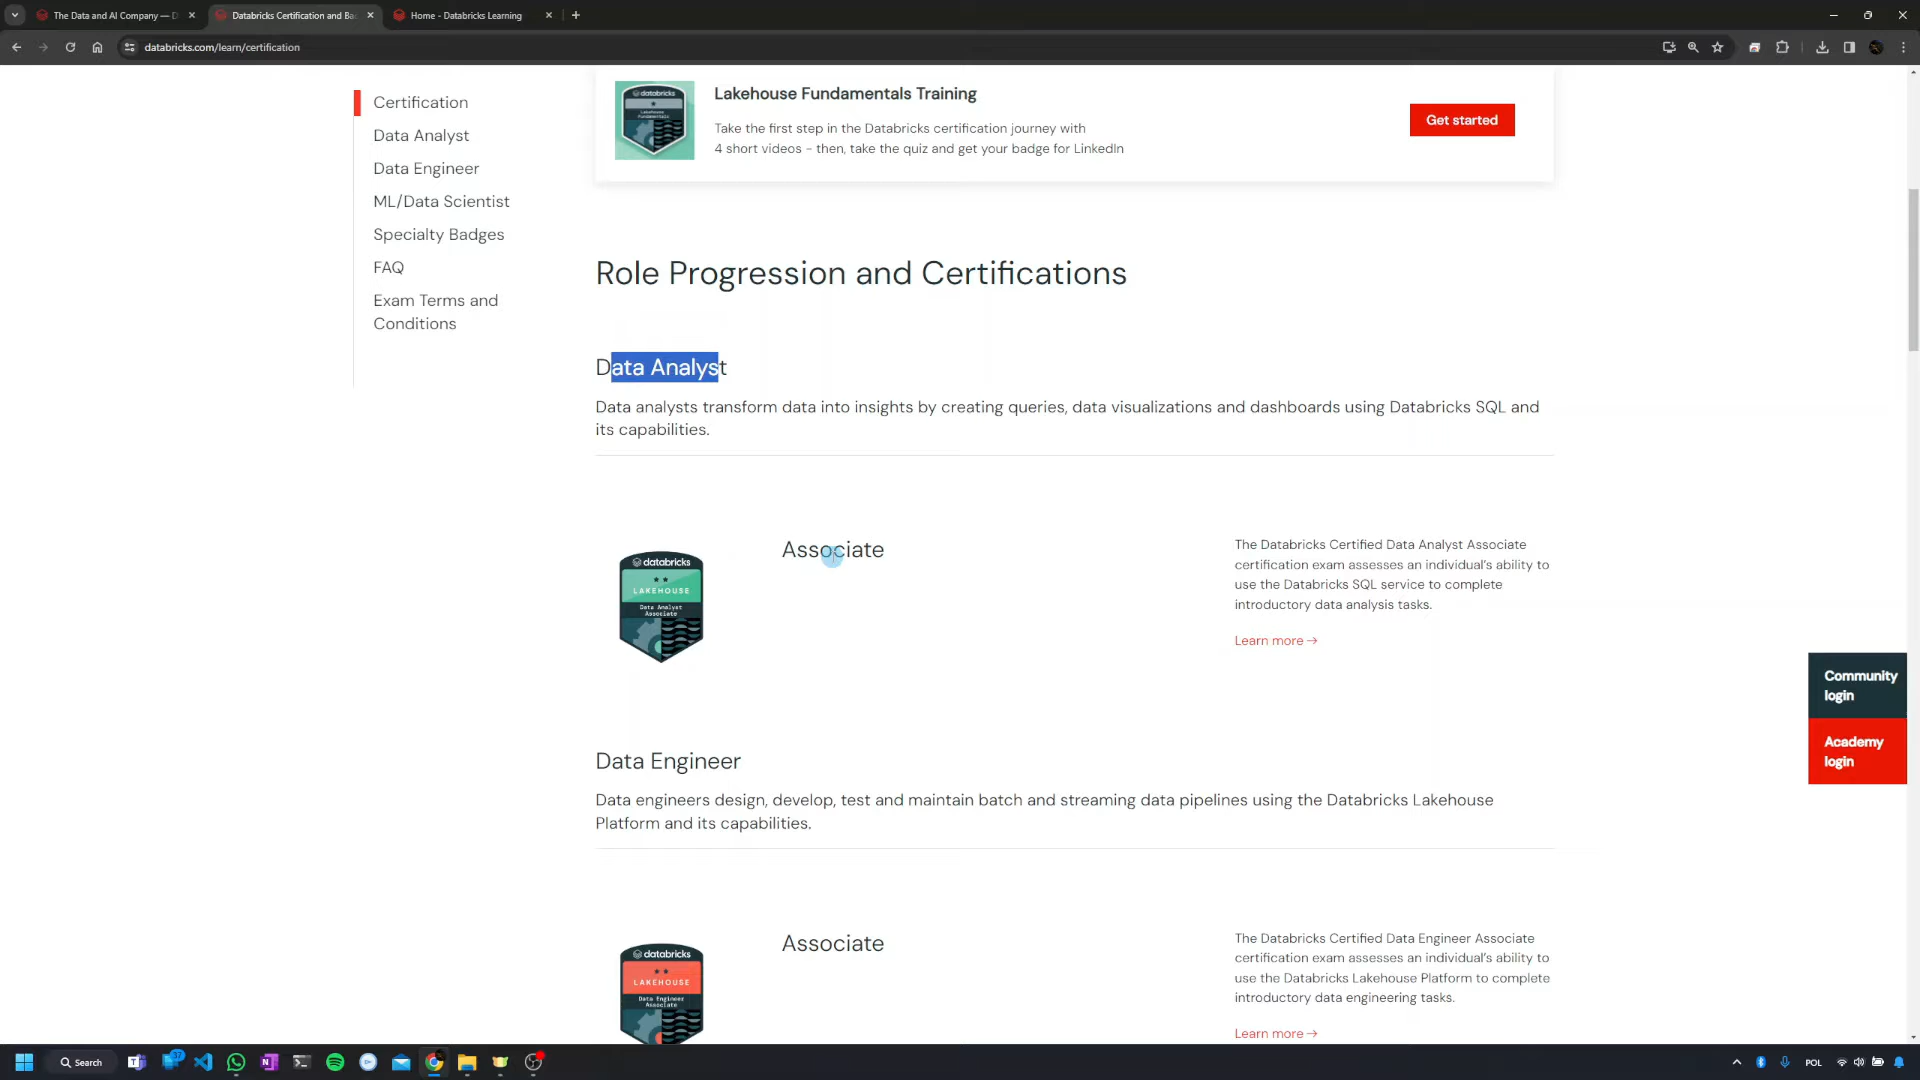 The Data and AI Company — D
Databricks Certification and Ba
Home - Databricks Learning
databricks.com/learn/certification
Certification
Data Analyst
Data Engineer
ML/Data Scientist
Specialty Badges
FAQ
Exam Terms and
Conditions
databricks
Lakehouse
Fundamentals
Lakehouse Fundamentals Training
Take the first step in the Databricks certification journey with
4 short videos - then, take the quiz and get your badge for LinkedIn
Get started
Role Progression and Certifications
Data Analyst
Data analysts transform data into insights by creating queries, data visualizations and dashboards using Databricks SQL and
its capabilities.
databricks
LAKEHOUSE
Data Analyst
Associate
Associate
The Databricks Certified Data Analyst Associate
certification exam assesses an individual's ability to
use the Databricks SQL service to complete
introductory data analysis tasks.
Learn more →
Community
login
Academy
login
Data Engineer
Data engineers design, develop, test and maintain batch and streaming data pipelines using the Databricks Lakehouse
Platform and its capabilities.
databricks
LAKEHOUSE
Data Engineer
Associate
Associate
The Databricks Certified Data Engineer Associate
certification exam assesses an individual's ability to
use the Databricks Lakehouse Platform to complete
introductory data engineering tasks.
Learn more →
Search
POL